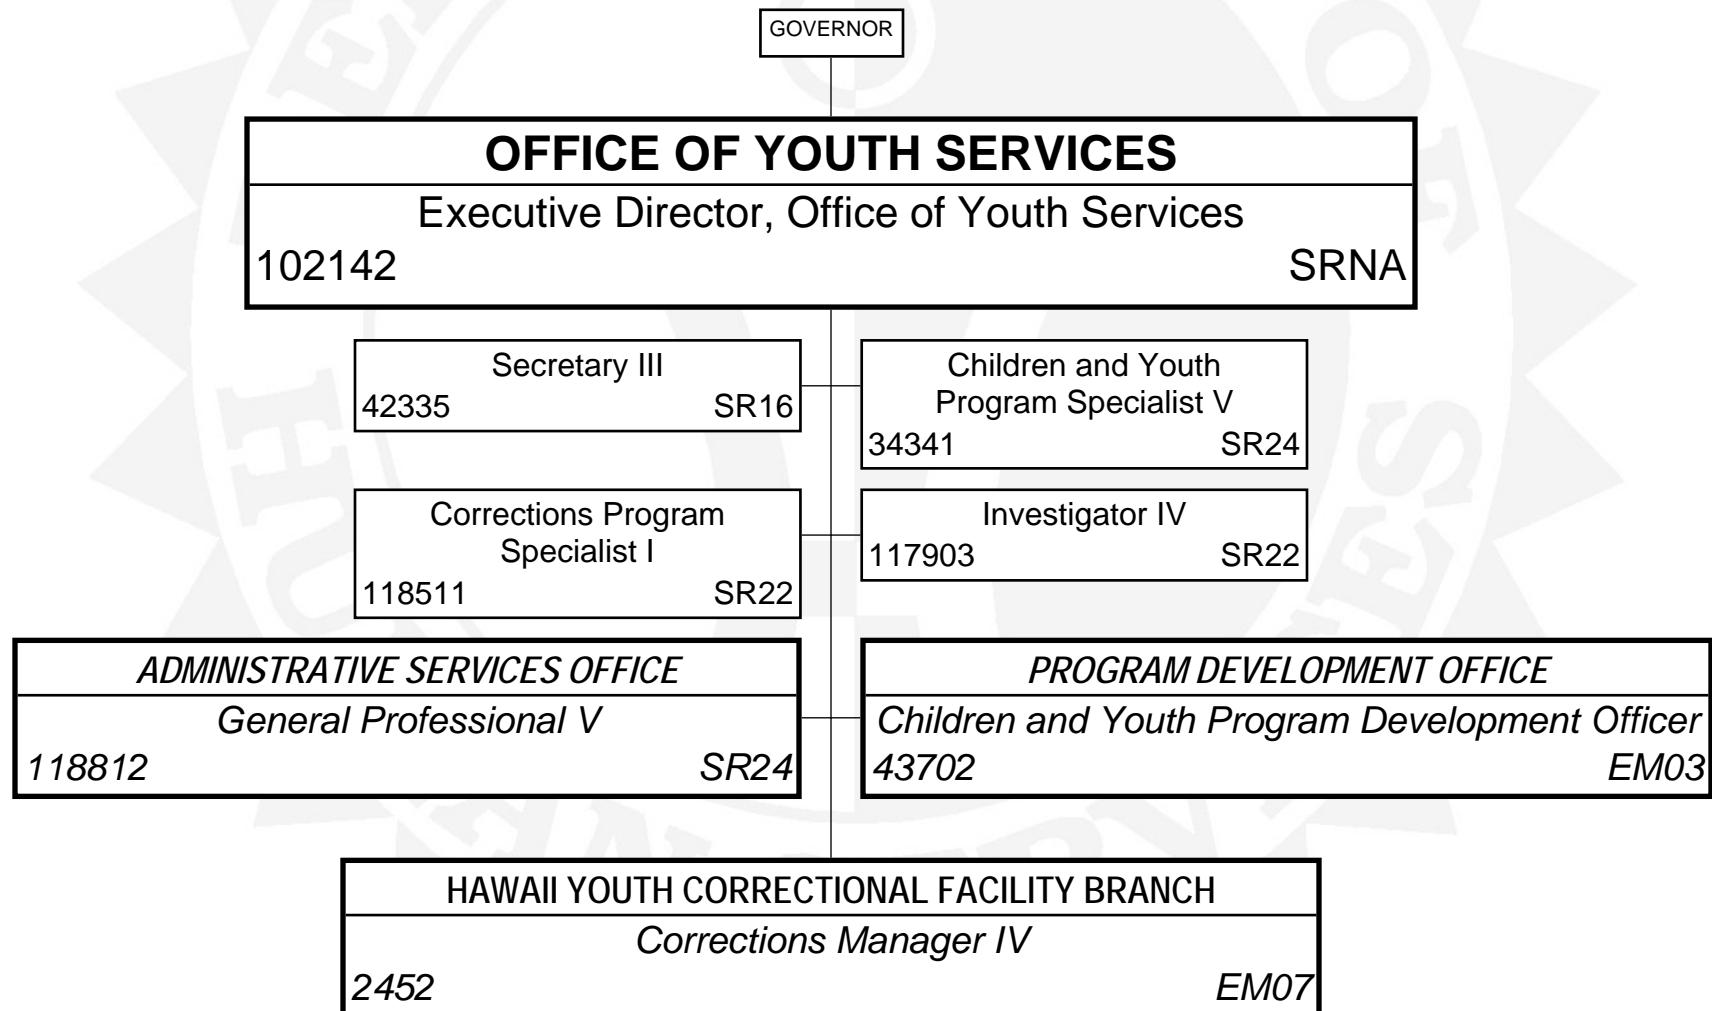 GOVERNOR
OFFICE OF YOUTH SERVICES
Executive Director, Office of Youth Services
102142 SRNA
Secretary III
42335 SR16
Children and Youth
Program Specialist V
34341 SR24
Corrections Program
Specialist I
118511 SR22
Investigator IV
117903 SR22
ADMINISTRATIVE SERVICES OFFICE
General Professional V
118812 SR24
PROGRAM DEVELOPMENT OFFICE
Children and Youth Program Development Officer
43702 EM03
HAWAII YOUTH CORRECTIONAL FACILITY BRANCH
Corrections Manager IV
2452 EM07